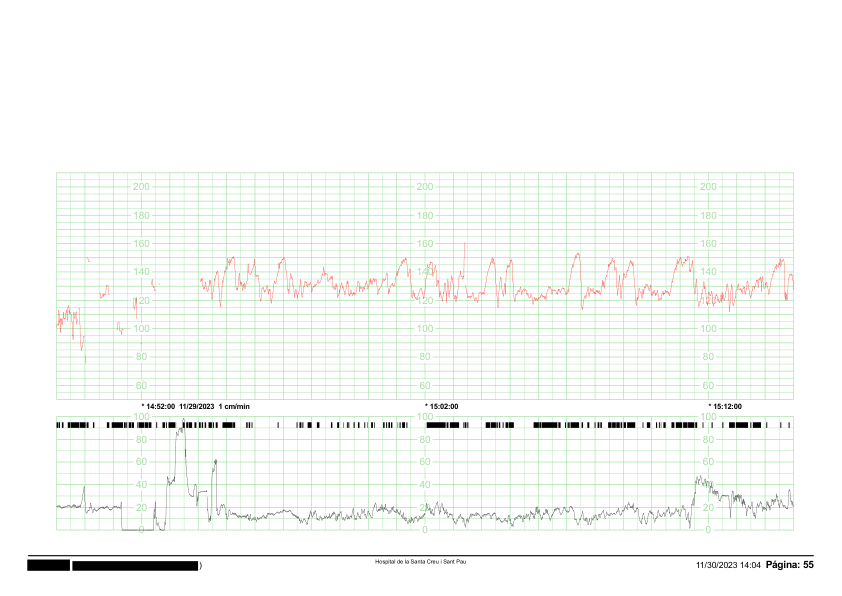 200 200 200
180 180 180
160 160 160
140 140 140
120 120 120
100 100 100
80 80 80
60 60 60
* 14:52:00 11/29/2023 1 cm/min * 15:02:00 * 15:12:00
100 100 100
80 80 80
60 60 60
40 40 40
20 20 20
0 0 0
) Hospital de la Santa Creu i Sant Pau 11/30/2023 14:04 Página: 55